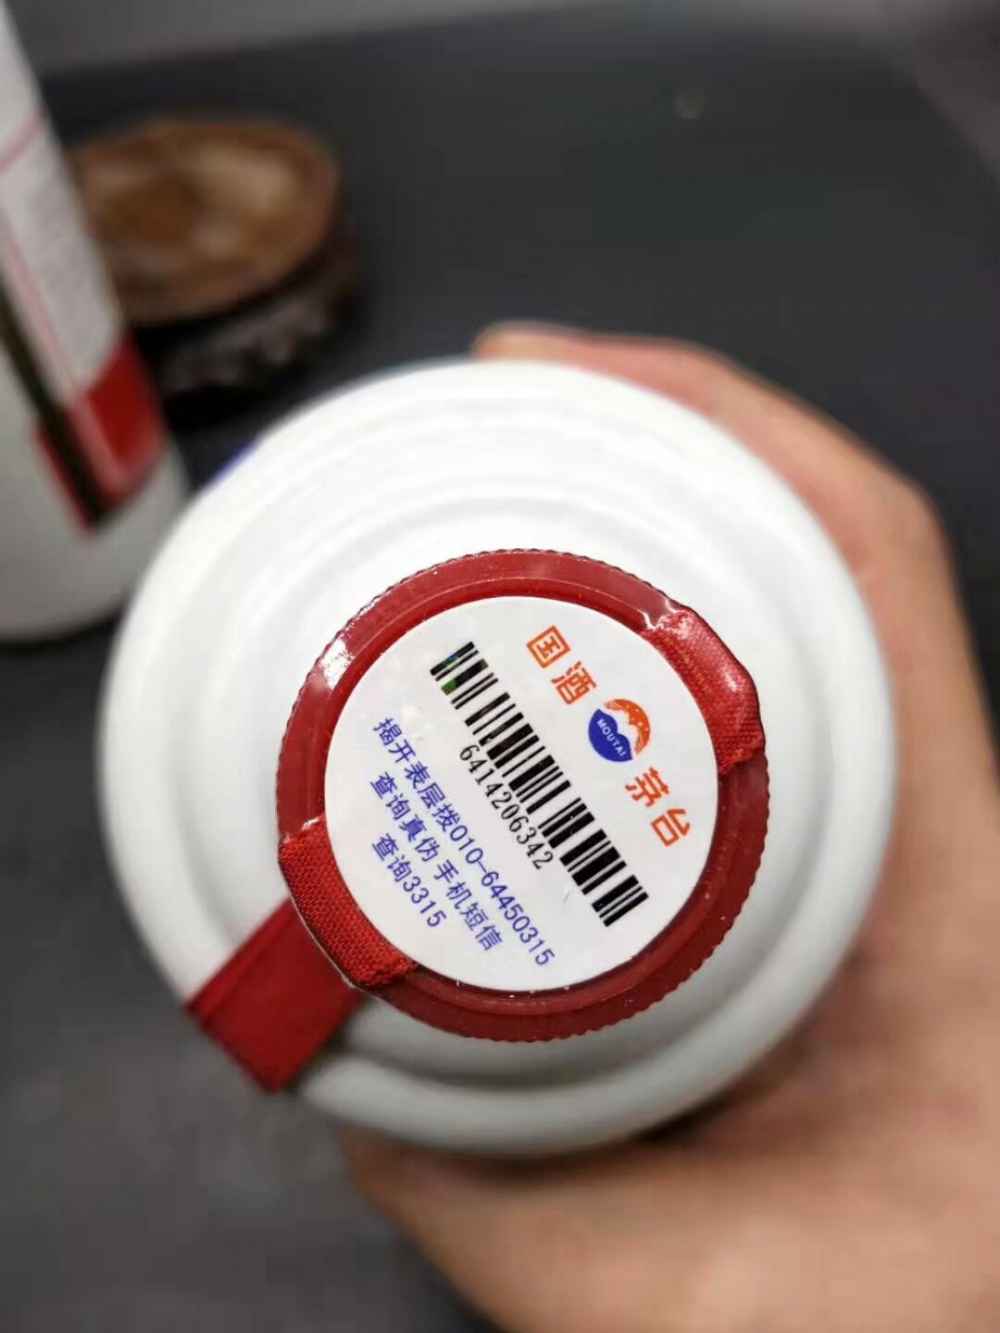 国酒
MOUTAI
茅台
6414206342
揭开表层拨010-64450315
查询真伪 手机短信
查询3315